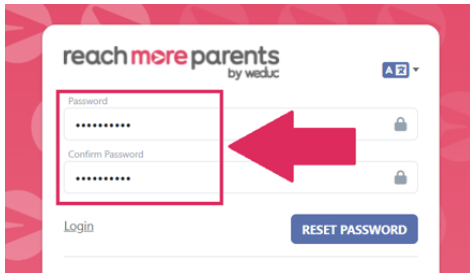 reach more parents
by weduc
A
Password
••••••••••
Confirm Password
••••••••••
Login
RESET PASSWORD